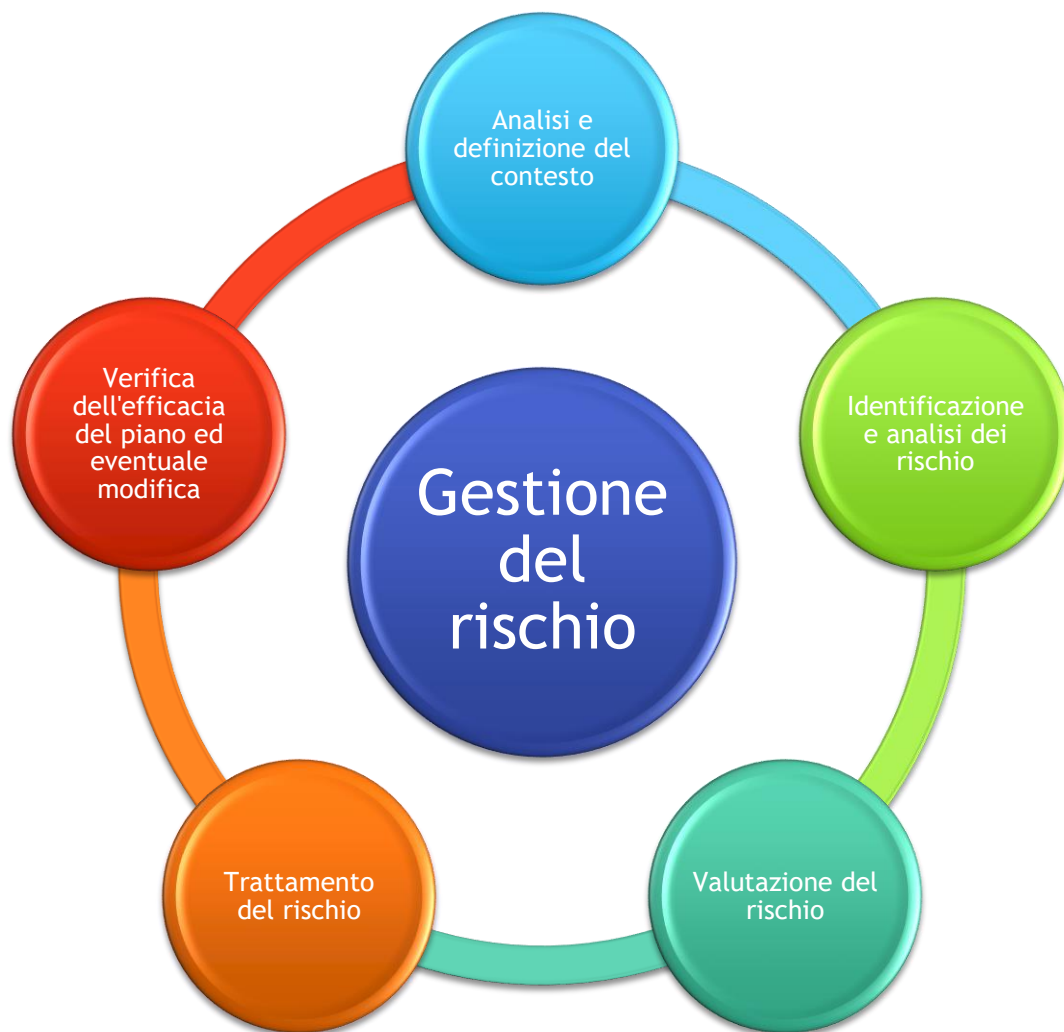 Analisi e
definizione del
contesto
Identificazione
e analisi dei
rischio
Valutazione del
rischio
Trattamento
del rischio
Verifica
dell'efficacia
del piano ed
eventuale
modifica
Gestione
del
rischio